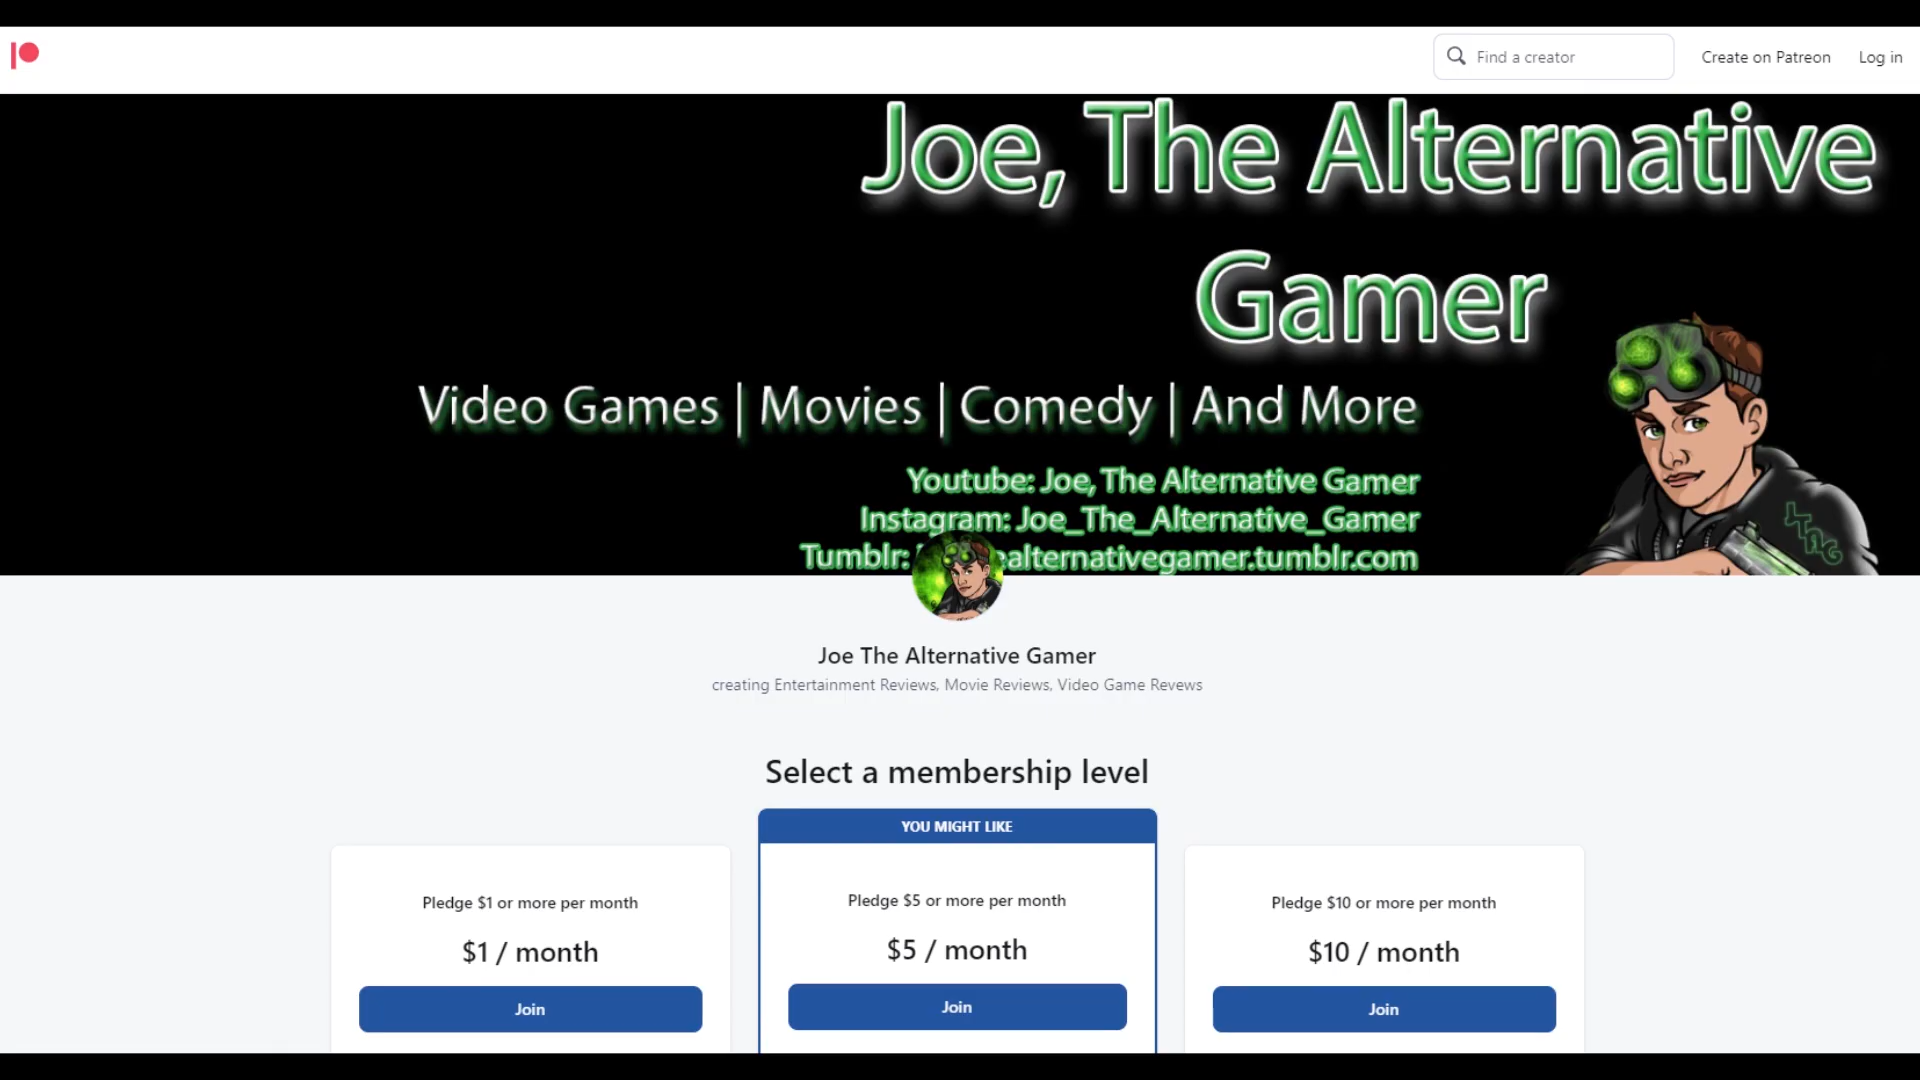 Find a creator
Create on Patreon
Log in
Joe, The Alternative
Gamer
Video Games | Movies | Comedy | And More
Youtube: Joe, The Alternative Gamer
Instagram: Joe_The_Alternative_Gamer
Tumblr: ealternativegamer.tumblr.com
JTAG
Joe The Alternative Gamer
creating Entertainment Reviews, Movie Reviews, Video Game Revews
Select a membership level
YOU MIGHT LIKE
Pledge $1 or more per month
$1 / month
Join
Pledge $5 or more per month
$5 / month
Join
Pledge $10 or more per month
$10 / month
Join